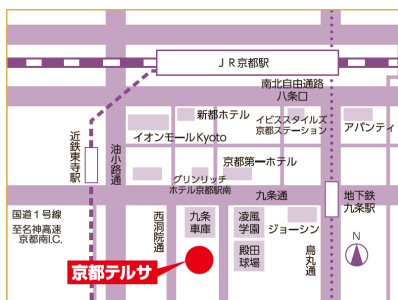 JR京都駅
南北自由通路
八条口
新都ホテル
イオンモールKyoto
イビススタイルズ
京都ステーション
アバンティ
近鉄東寺駅
油小路通
京都第一ホテル
グリンリッチ
ホテル京都駅南
九条通
地下鉄
九条駅
国道1号線
至名神高速
京都南I.C.
西洞院通
九条
車庫
凌風
学園
ジョーシン
殿田
球場
烏丸通
N
京都テルサ